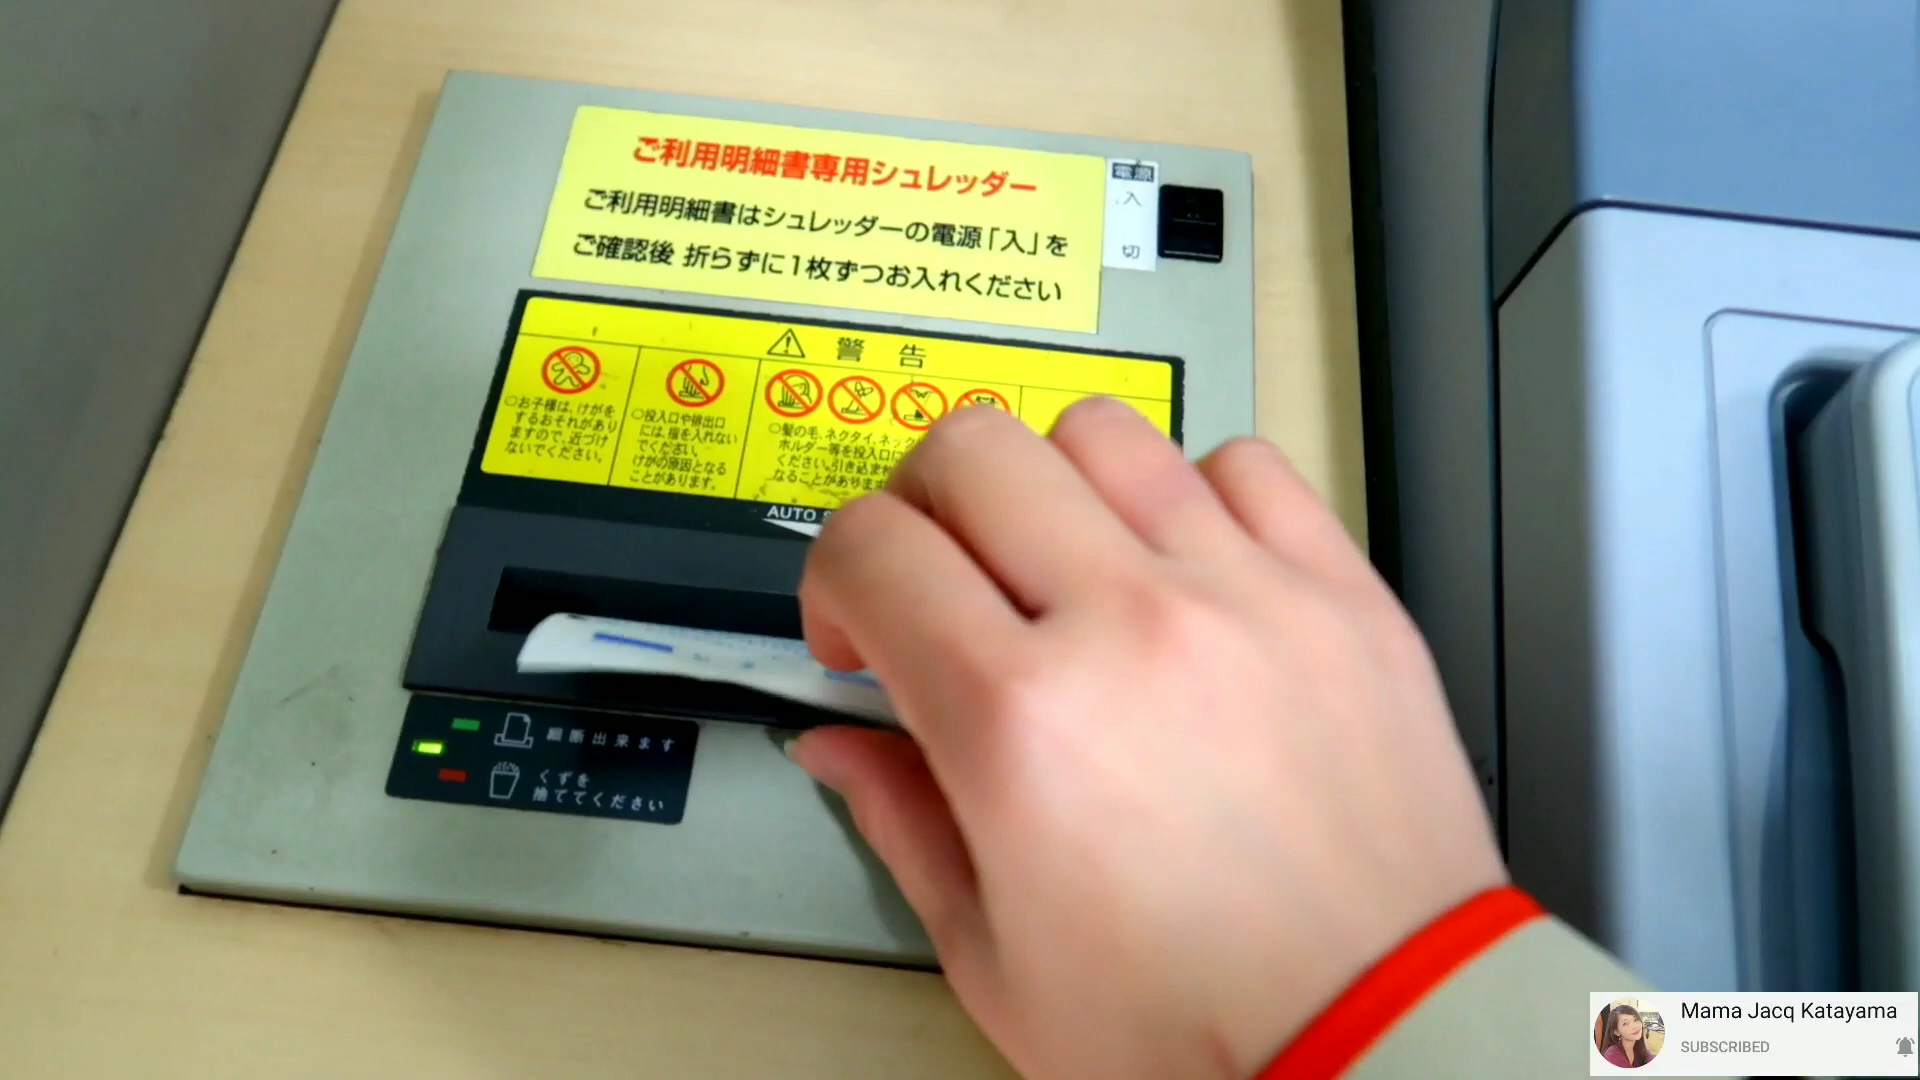 ご利用明細書専用シュレッダー
ご利用明細書はシュレッダーの電源「入」を
ご確認後 折らずに1枚ずつお入れください
電源
入
切
警告
○お子様は、けがを
するおそれがあり
ますので、近づけ
ないでください。
○投入口や排出口
には、指を入れない
でください。
けがの原因となる
ことがあります。
○髪の毛、ネクタイ、ネック
ホルダー等を投入口に
ください。引き込まれ
なることがあります
AUTO
細断出来ます
くずを
捨ててください
Mama Jacq Katayama
SUBSCRIBED